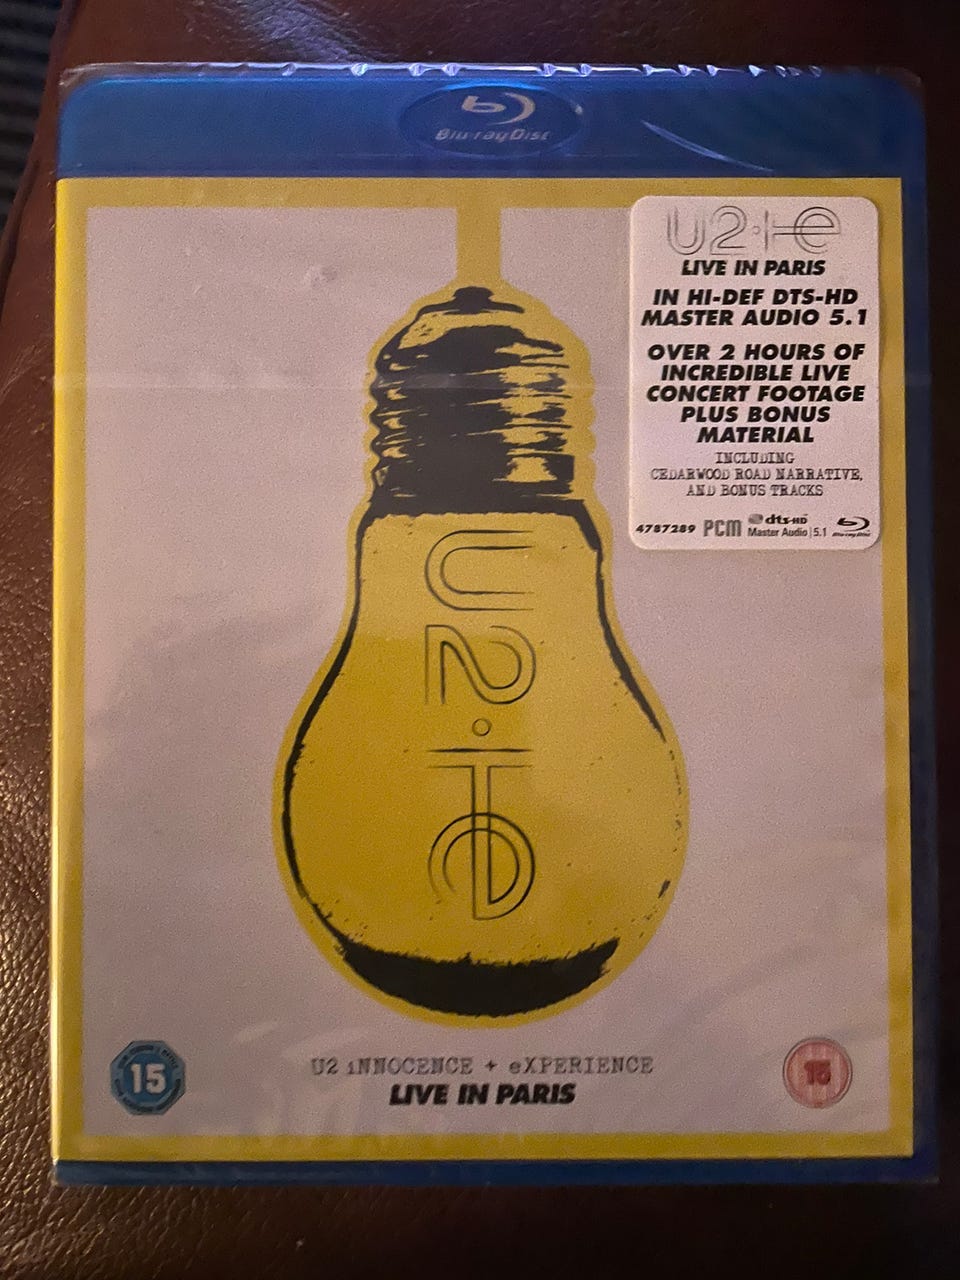 Blu-ray Disc
U2·i+e
LIVE IN PARIS
IN HI-DEF DTS-HD
MASTER AUDIO 5.1
OVER 2 HOURS OF
INCREDIBLE LIVE
CONCERT FOOTAGE
PLUS BONUS
MATERIAL
INCLUDING
CEDARWOOD ROAD NARRATIVE,
AND BONUS TRACKS
4787289 PCM dts-HD Master Audio | 5.1 Blu-ray Disc
U2·i+e
U2 iNNOCENCE + eXPERIENCE
LIVE IN PARIS
15
15